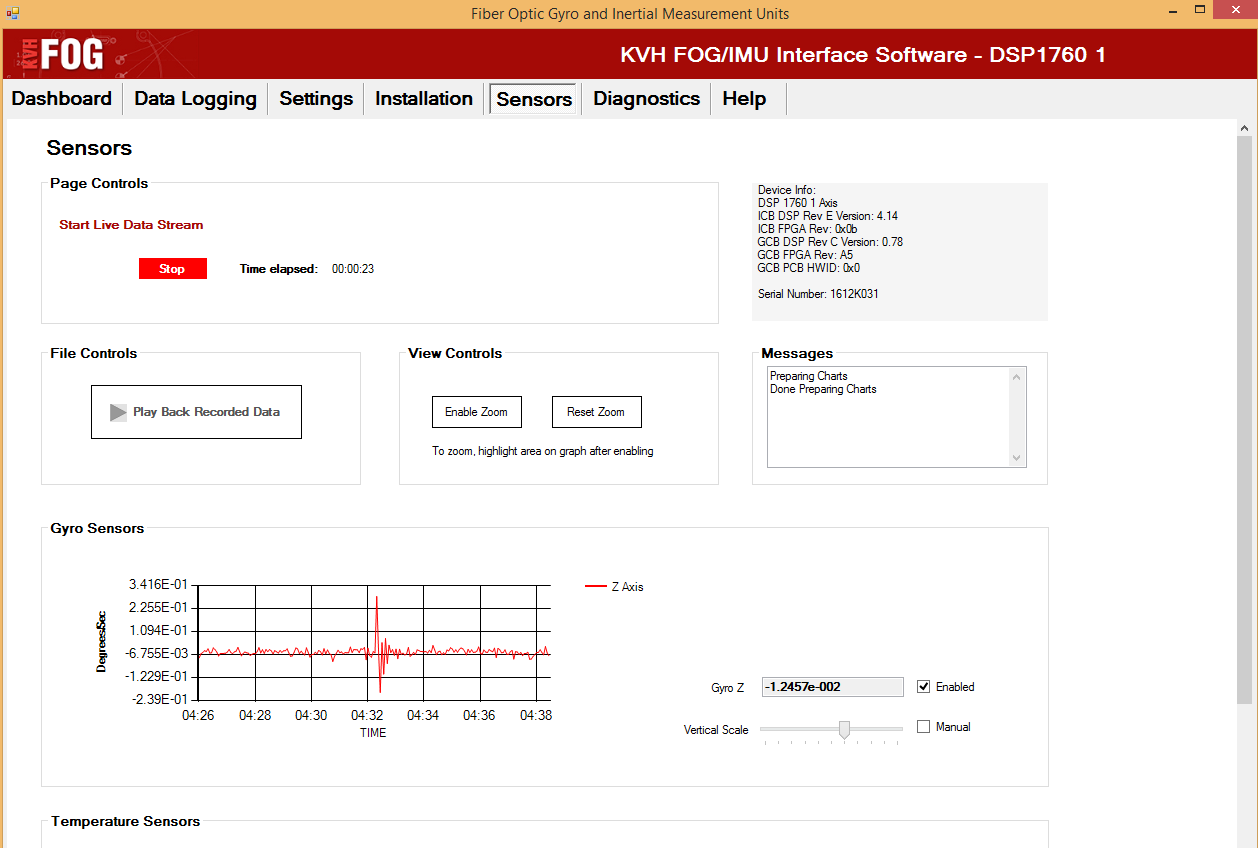 Fiber Optic Gyro and Inertial Measurement Units
KVH FOG
KVH FOG/IMU Interface Software - DSP1760 1
Dashboard Data Logging Settings Installation Sensors Diagnostics Help
Sensors
Page Controls
Start Live Data Stream
Stop Time elapsed: 00:00:23
Device Info:
DSP 1760 1 Axis
ICB DSP Rev E Version: 4.14
ICB FPGA Rev: 0x0b
GCB DSP Rev C Version: 0.78
GCB FPGA Rev: A5
GCB PCB HWID: 0x0
Serial Number: 1612K031
File Controls
Play Back Recorded Data
View Controls
Enable Zoom Reset Zoom
To zoom, highlight area on graph after enabling
Messages
Preparing Charts
Done Preparing Charts
Gyro Sensors
Degrees/Sec
3.416E-01
2.255E-01
1.094E-01
-6.755E-03
-1.229E-01
-2.39E-01
04:26 04:28 04:30 04:32 04:34 04:36 04:38
TIME
Z Axis
Gyro Z -1.2457e-002 Enabled
Vertical Scale Manual
Temperature Sensors